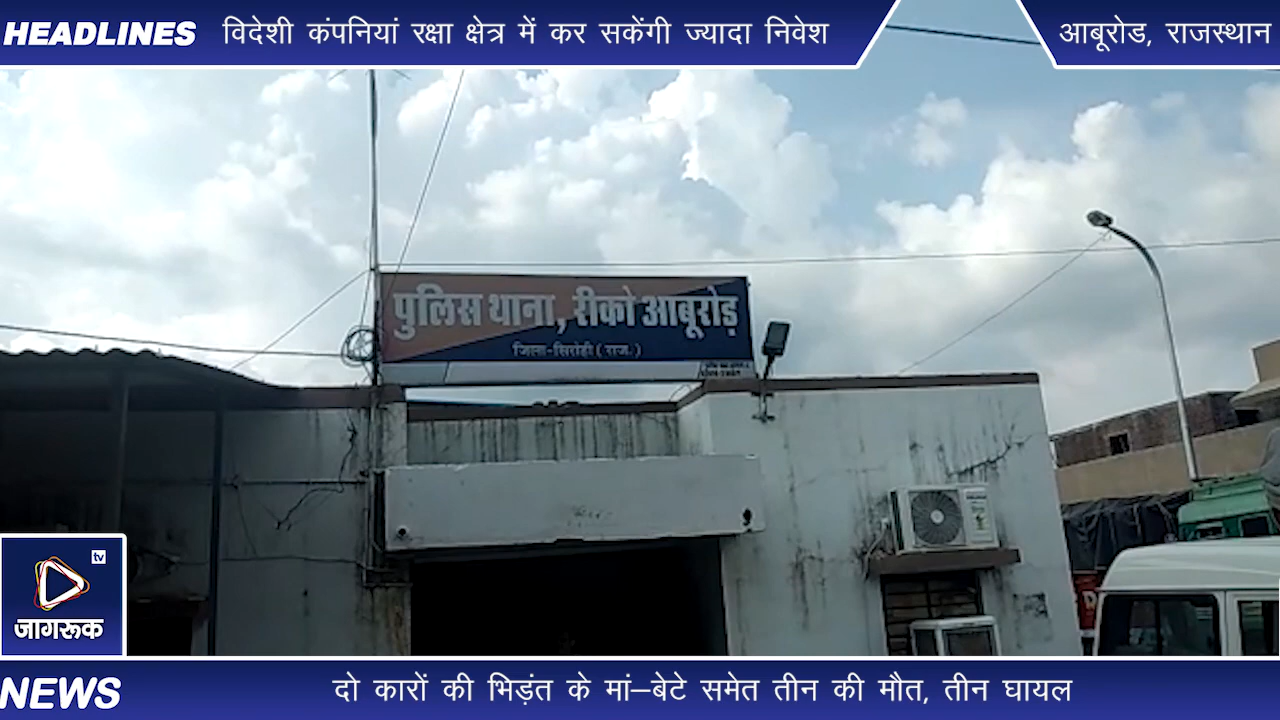 HEADLINES विदेशी कंपनियां रक्षा क्षेत्र में कर सकेंगी ज्यादा निवेश
आबूरोड, राजस्थान
पुलिस थाना, रीको आबूरोड़
जिला-सिरोही (राज.)
tv
जागरूक
NEWS दो कारों की भिड़ंत के मां–बेटे समेत तीन की मौत, तीन घायल